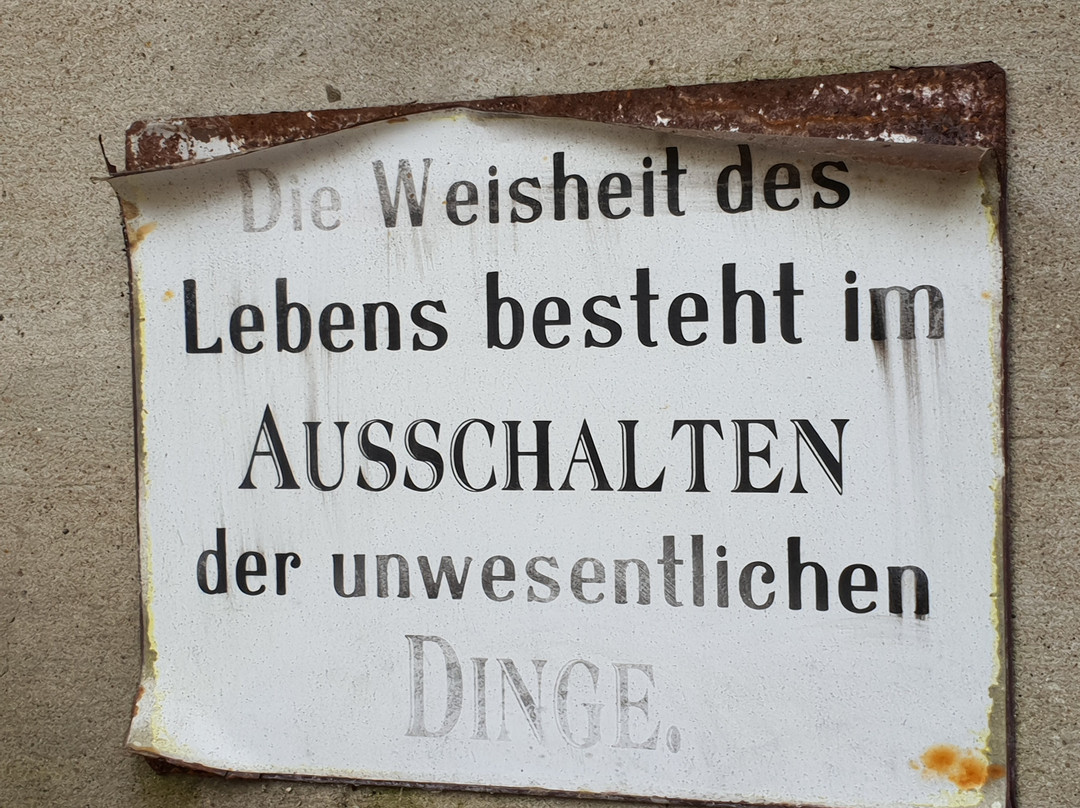 Die Weisheit des
Lebens besteht im
AUSSCHALTEN
der unwesentlichen
DINGE.